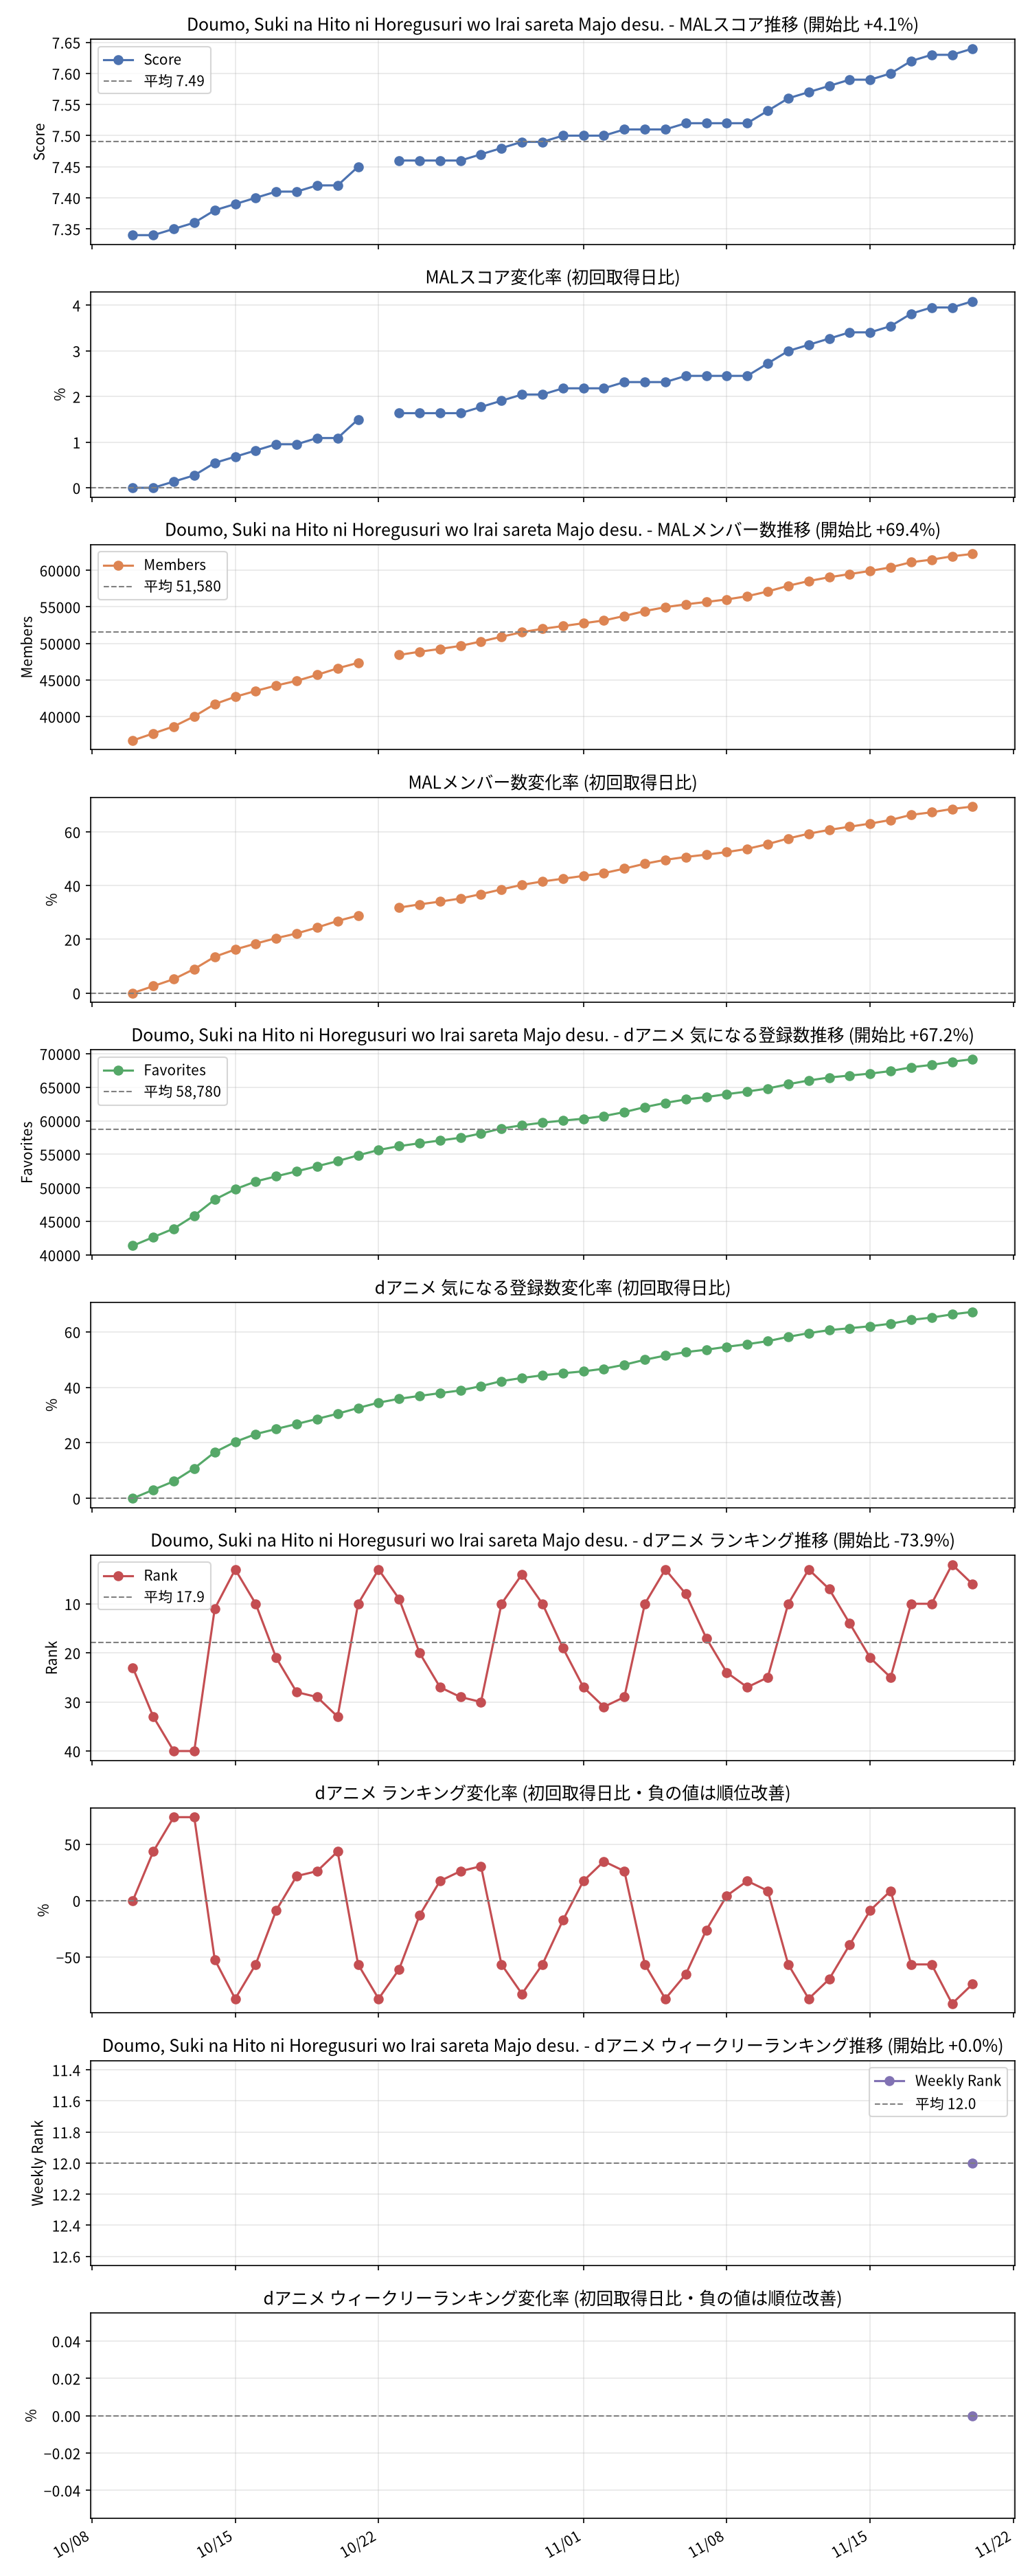 Doumo, Suki na Hito ni Horegusuri wo Irai sareta Majo desu. - MALスコア推移 (開始比 +4.1%)
7.65
7.60
7.55
7.50
7.45
7.40
7.35
Score
Score
平均 7.49
MALスコア変化率 (初回取得日比)
4
3
2
1
0
%
Doumo, Suki na Hito ni Horegusuri wo Irai sareta Majo desu. - MALメンバー数推移 (開始比 +69.4%)
60000
55000
50000
45000
40000
Members
Members
平均 51,580
MALメンバー数変化率 (初回取得日比)
60
40
20
0
%
Doumo, Suki na Hito ni Horegusuri wo Irai sareta Majo desu. - dアニメ 気になる登録数推移 (開始比 +67.2%)
70000
65000
60000
55000
50000
45000
40000
Favorites
Favorites
平均 58,780
dアニメ 気になる登録数変化率 (初回取得日比)
60
40
20
0
%
Doumo, Suki na Hito ni Horegusuri wo Irai sareta Majo desu. - dアニメ ランキング推移 (開始比 -73.9%)
10
20
30
40
Rank
Rank
平均 17.9
dアニメ ランキング変化率 (初回取得日比・負の値は順位改善)
50
0
−50
%
Doumo, Suki na Hito ni Horegusuri wo Irai sareta Majo desu. - dアニメ ウィークリーランキング推移 (開始比 +0.0%)
11.4
11.6
11.8
12.0
12.2
12.4
12.6
Weekly Rank
Weekly Rank
平均 12.0
dアニメ ウィークリーランキング変化率 (初回取得日比・負の値は順位改善)
0.04
0.02
0.00
−0.02
−0.04
%
10/08
10/15
10/22
11/01
11/08
11/15
11/22